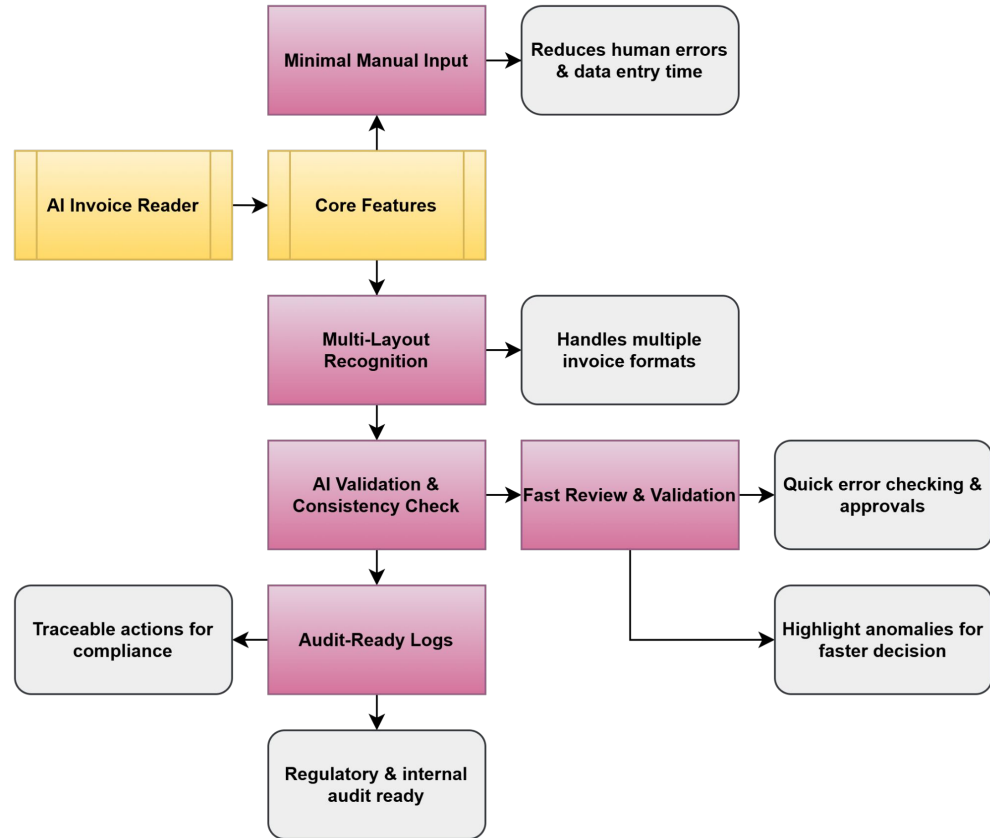 Minimal Manual Input
Reduces human errors
& data entry time
AI Invoice Reader
Core Features
Multi-Layout
Recognition
Handles multiple
invoice formats
AI Validation &
Consistency Check
Fast Review & Validation
Quick error checking &
approvals
Traceable actions for
compliance
Audit-Ready Logs
Highlight anomalies for
faster decision
Regulatory & internal
audit ready